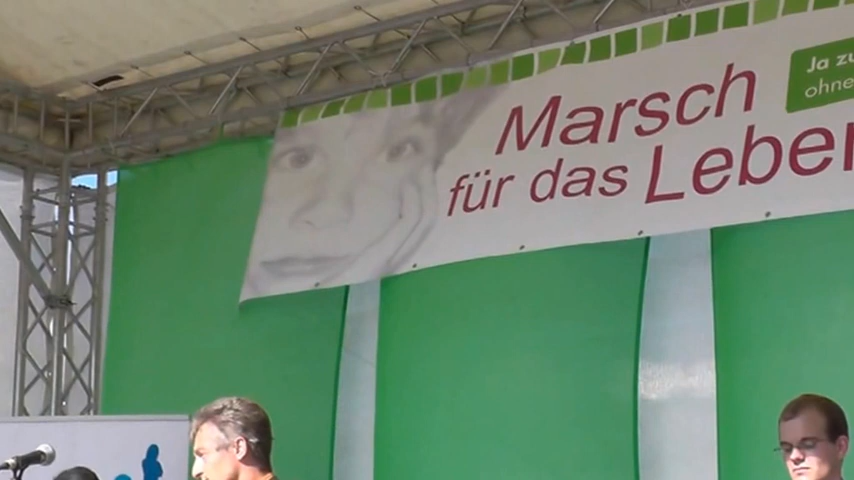 Marsch
für das Leben
Ja zu
ohne